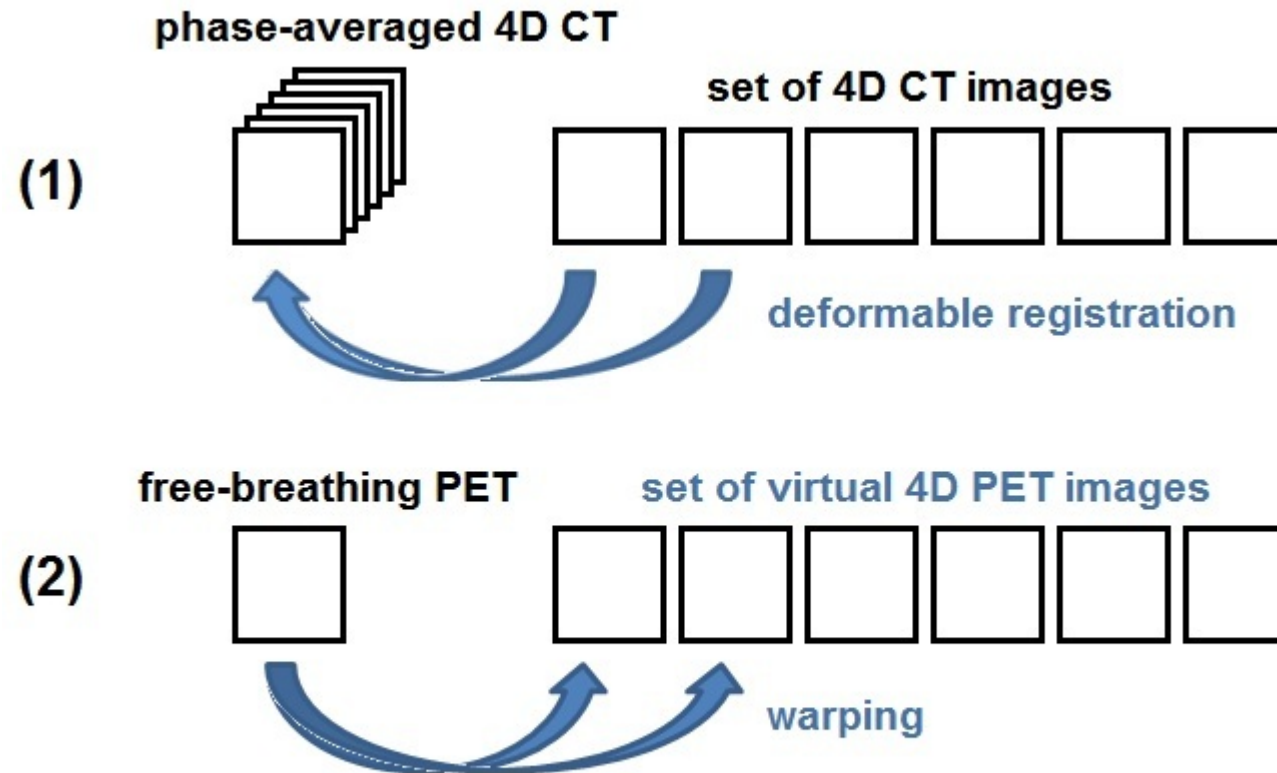 phase-averaged 4D CT
set of 4D CT images
(1)
deformable registration
free-breathing PET
set of virtual 4D PET images
(2)
warping